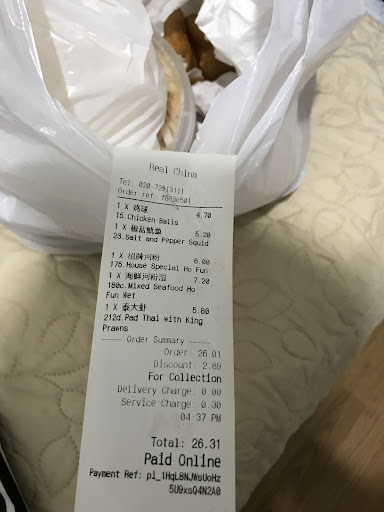 Real China
Tel: 020 72813111
Order ref: f883e501
1 X 鸡球 4.70
15.Chicken Balls
1 X 椒盐鱿鱼 5.20
23.Salt and Pepper Squid
1 X 招牌河粉 6.00
175.House Special Ho Fun
1 X 海鲜河粉湿 7.20
180c.Mixed Seafood Ho
Fun Wet
1 X 泰大虾 5.80
212d.Pad Thai with King
Prawns
----- Order Summary -----
Order: 26.01
Discount: 2.89
For Collection
Delivery Charge: 0.00
Service Charge: 0.30
04:37 PM
Total: 26.31
Paid Online
Payment Ref: pi_1HqL8NJWsUoHz
5U9xsQ4N2A0